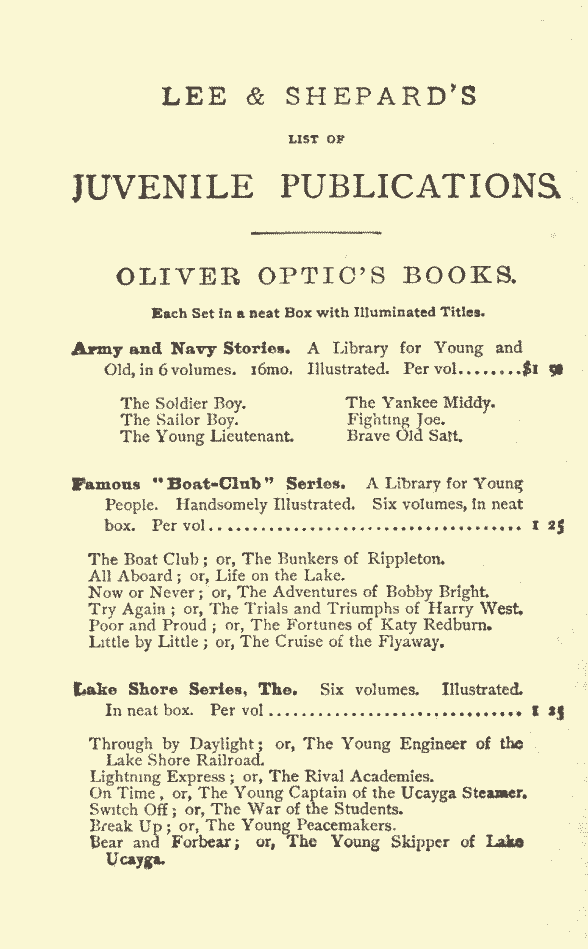 LEE & SHEPARD'S
LIST OF
JUVENILE PUBLICATIONS.
OLIVER OPTIC'S BOOKS.
Each Set in a neat Box with Illuminated Titles.
Army and Navy Stories. A Library for Young and
Old, in 6 volumes. 16mo. Illustrated. Per vol........$1 50
The Soldier Boy. The Yankee Middy.
The Sailor Boy. Fighting Joe.
The Young Lieutenant. Brave Old Salt.
Famous "Boat-Club" Series. A Library for Young
People. Handsomely Illustrated. Six volumes, in neat
box. Per vol..................................... 1 25
The Boat Club; or, The Bunkers of Rippleton.
All Aboard; or, Life on the Lake.
Now or Never; or, The Adventures of Bobby Bright.
Try Again; or, The Trials and Triumphs of Harry West.
Poor and Proud; or, The Fortunes of Katy Redburn.
Little by Little; or, The Cruise of the Flyaway.
Lake Shore Series, The. Six volumes. Illustrated.
In neat box. Per vol.............................. 1 25
Through by Daylight; or, The Young Engineer of the
Lake Shore Railroad.
Lightning Express; or, The Rival Academies.
On Time, or, The Young Captain of the Ucayga Steamer.
Switch Off; or, The War of the Students.
Break Up; or, The Young Peacemakers.
Bear and Forbear; or, The Young Skipper of Lake
Ucayga.